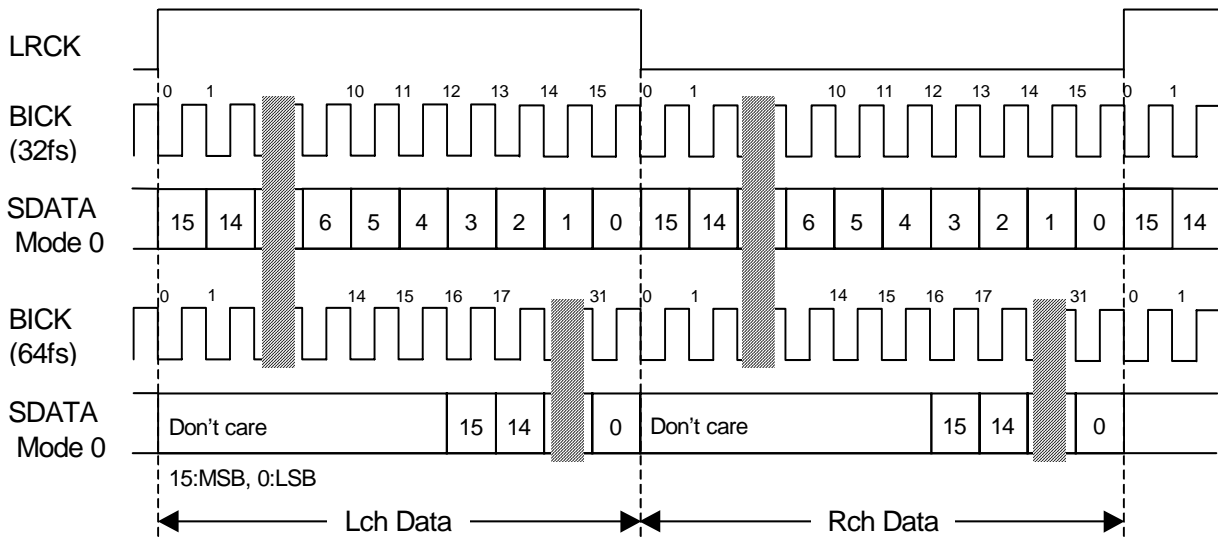 LRCK
0 1 10 11 12 13 14 15 0 1 10 11 12 13 14 15 0 1
BICK
(32fs)
SDATA
Mode 0
15 14 6 5 4 3 2 1 0 15 14 6 5 4 3 2 1 0 15 14
0 1 14 15 16 17 31 0 1 14 15 16 17 31 0 1
BICK
(64fs)
SDATA
Mode 0
Don't care 15 14 0 Don't care 15 14 0
15:MSB, 0:LSB
Lch Data Rch Data